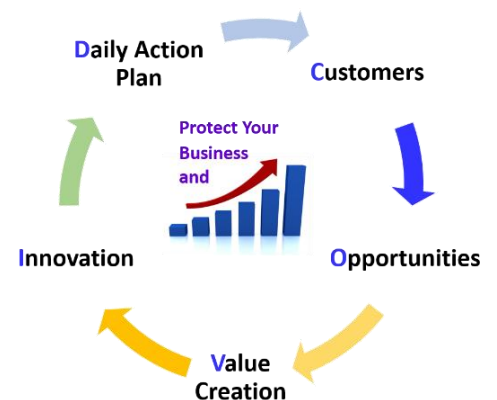 Daily Action
Plan
Customers
Protect Your
Business
and
Innovation
Opportunities
Value
Creation